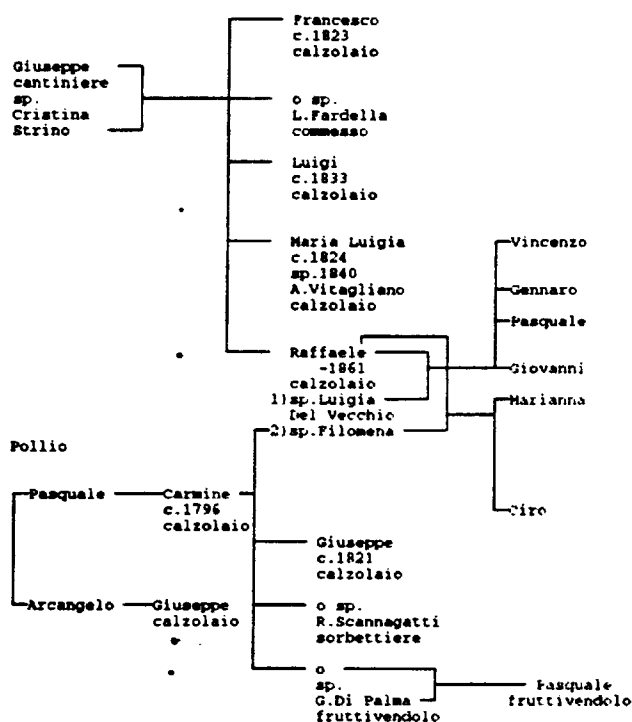 Francesco
c.1823
calzolaio
Giuseppe
cantiniere
sp.
Cristina
Strino
o sp.
L.Fardella
commesso
Luigi
c.1833
calzolaio
Maria Luigia
c.1824
sp.1840
A.Vitagliano
calzolaio
Vincenzo
Gennaro
Pasquale
Raffaele
-1861
calzolaio
1)sp.Luigia
Del Vecchio
2)sp.Filomena
Giovanni
Marianna
Ciro
Pollio
Pasquale
Carmine
c.1796
calzolaio
Giuseppe
c.1821
calzolaio
Arcangelo
Giuseppe
calzolaio
o sp.
R.Scannagatti
sorbettiere
o
sp.
G.Di Palma
fruttivendolo
Pasquale
fruttivendolo